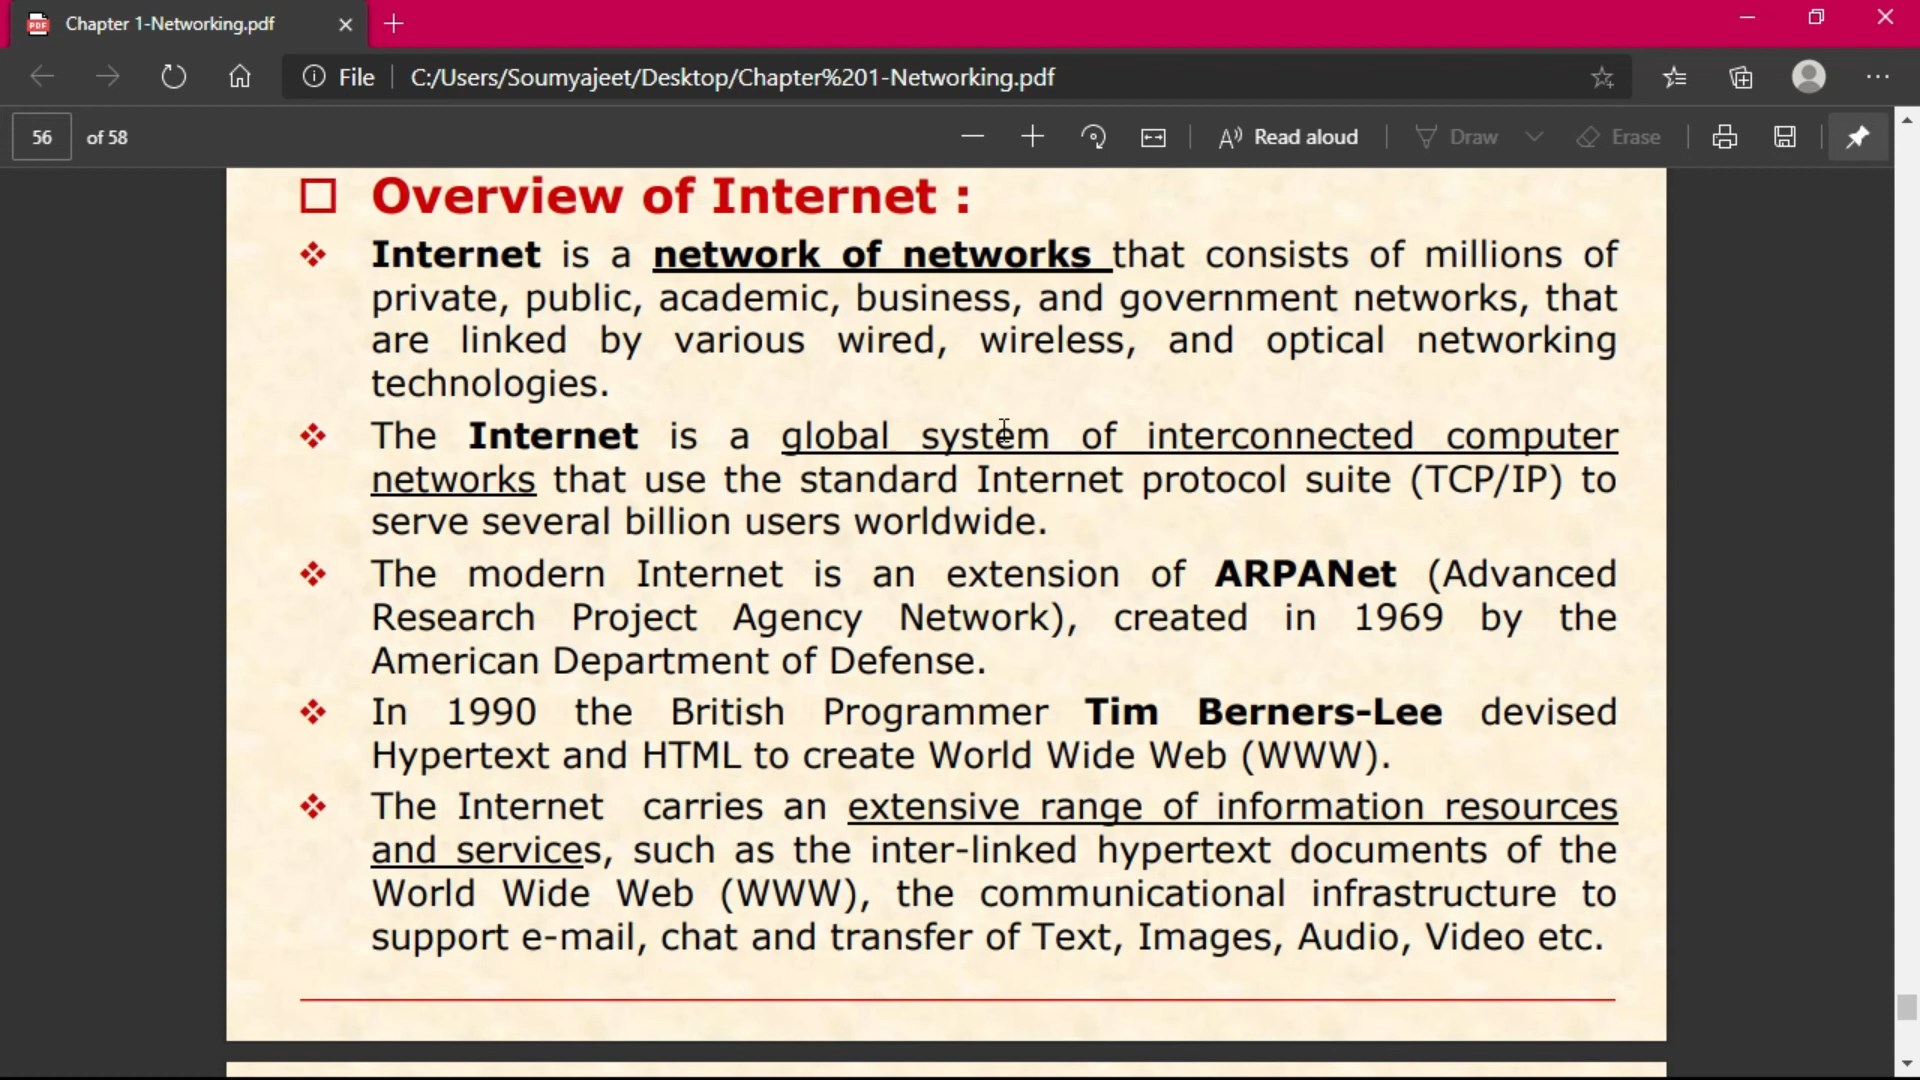 Chapter 1-Networking.pdf
File C:/Users/Soumyajeet/Desktop/Chapter%201-Networking.pdf
56 of 58 Read aloud Draw Erase
Overview of Internet :
Internet is a network of networks that consists of millions of
private, public, academic, business, and government networks, that
are linked by various wired, wireless, and optical networking
technologies.
The Internet is a global system of interconnected computer
networks that use the standard Internet protocol suite (TCP/IP) to
serve several billion users worldwide.
The modern Internet is an extension of ARPANet (Advanced
Research Project Agency Network), created in 1969 by the
American Department of Defense.
In 1990 the British Programmer Tim Berners-Lee devised
Hypertext and HTML to create World Wide Web (WWW).
The Internet carries an extensive range of information resources
and services, such as the inter-linked hypertext documents of the
World Wide Web (WWW), the communicational infrastructure to
support e-mail, chat and transfer of Text, Images, Audio, Video etc.